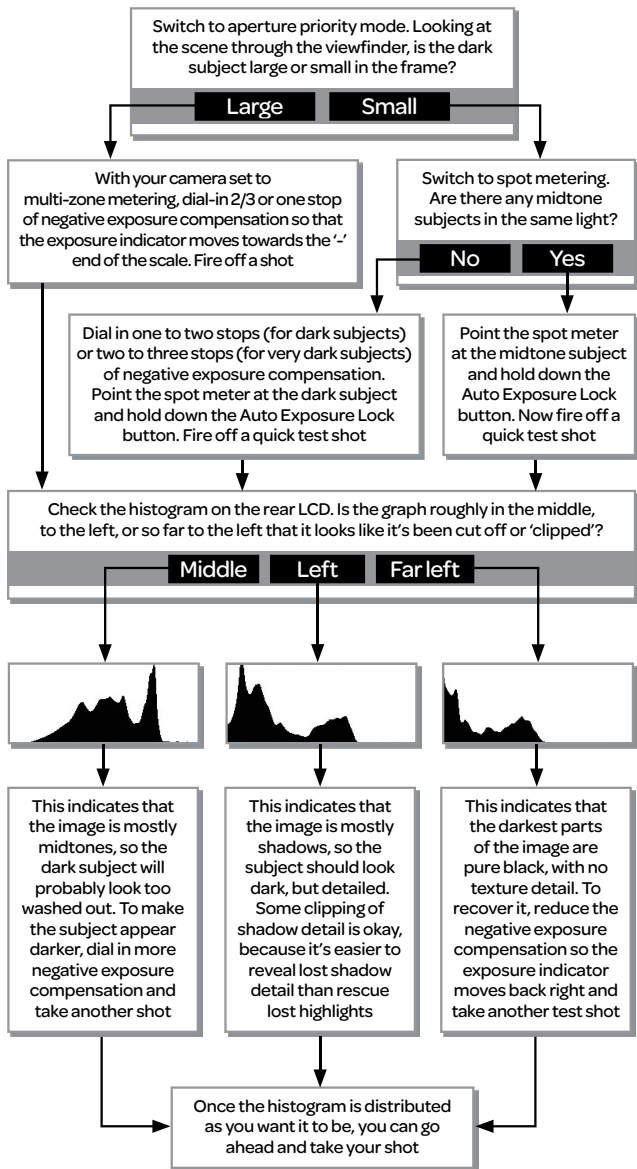 Switch to aperture priority mode. Looking at
the scene through the viewfinder, is the dark
subject large or small in the frame?
Large
Small
With your camera set to
multi-zone metering, dial-in 2/3 or one stop
of negative exposure compensation so that
the exposure indicator moves towards the ‘-’
end of the scale. Fire off a shot
Switch to spot metering.
Are there any midtone
subjects in the same light?
No
Yes
Dial in one to two stops (for dark subjects)
or two to three stops (for very dark subjects)
of negative exposure compensation.
Point the spot meter at the dark subject
and hold down the Auto Exposure Lock
button. Fire off a quick test shot
Point the spot meter
at the midtone subject
and hold down the
Auto Exposure Lock
button. Now fire off a
quick test shot
Check the histogram on the rear LCD. Is the graph roughly in the middle,
to the left, or so far to the left that it looks like it’s been cut off or ‘clipped’?
Middle
Left
Far left
This indicates that
the image is mostly
midtones, so the
dark subject will
probably look too
washed out. To make
the subject appear
darker, dial in more
negative exposure
compensation and
take another shot
This indicates that
the image is mostly
shadows, so the
subject should look
dark, but detailed.
Some clipping of
shadow detail is okay,
because it’s easier to
reveal lost shadow
detail than rescue
lost highlights
This indicates that
the darkest parts
of the image are
pure black, with no
texture detail. To
recover it, reduce the
negative exposure
compensation so the
exposure indicator
moves back right and
take another test shot
Once the histogram is distributed
as you want it to be, you can go
ahead and take your shot